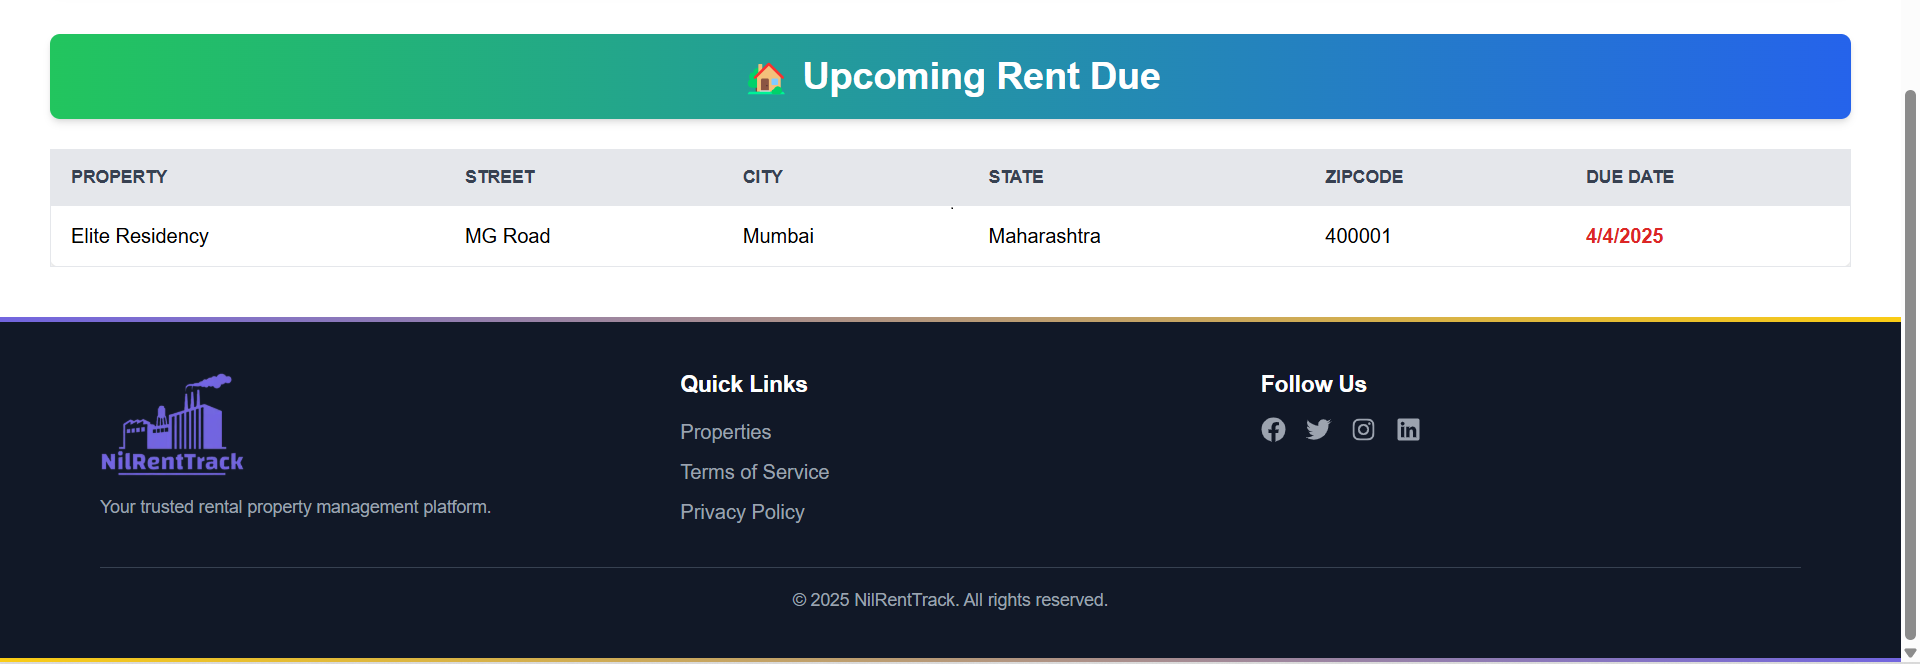 Upcoming Rent Due
PROPERTY STREET CITY STATE ZIPCODE DUE DATE
Elite Residency MG Road Mumbai Maharashtra 400001 4/4/2025
NilRentTrack
Your trusted rental property management platform.
Quick Links
Properties
Terms of Service
Privacy Policy
Follow Us
© 2025 NilRentTrack. All rights reserved.